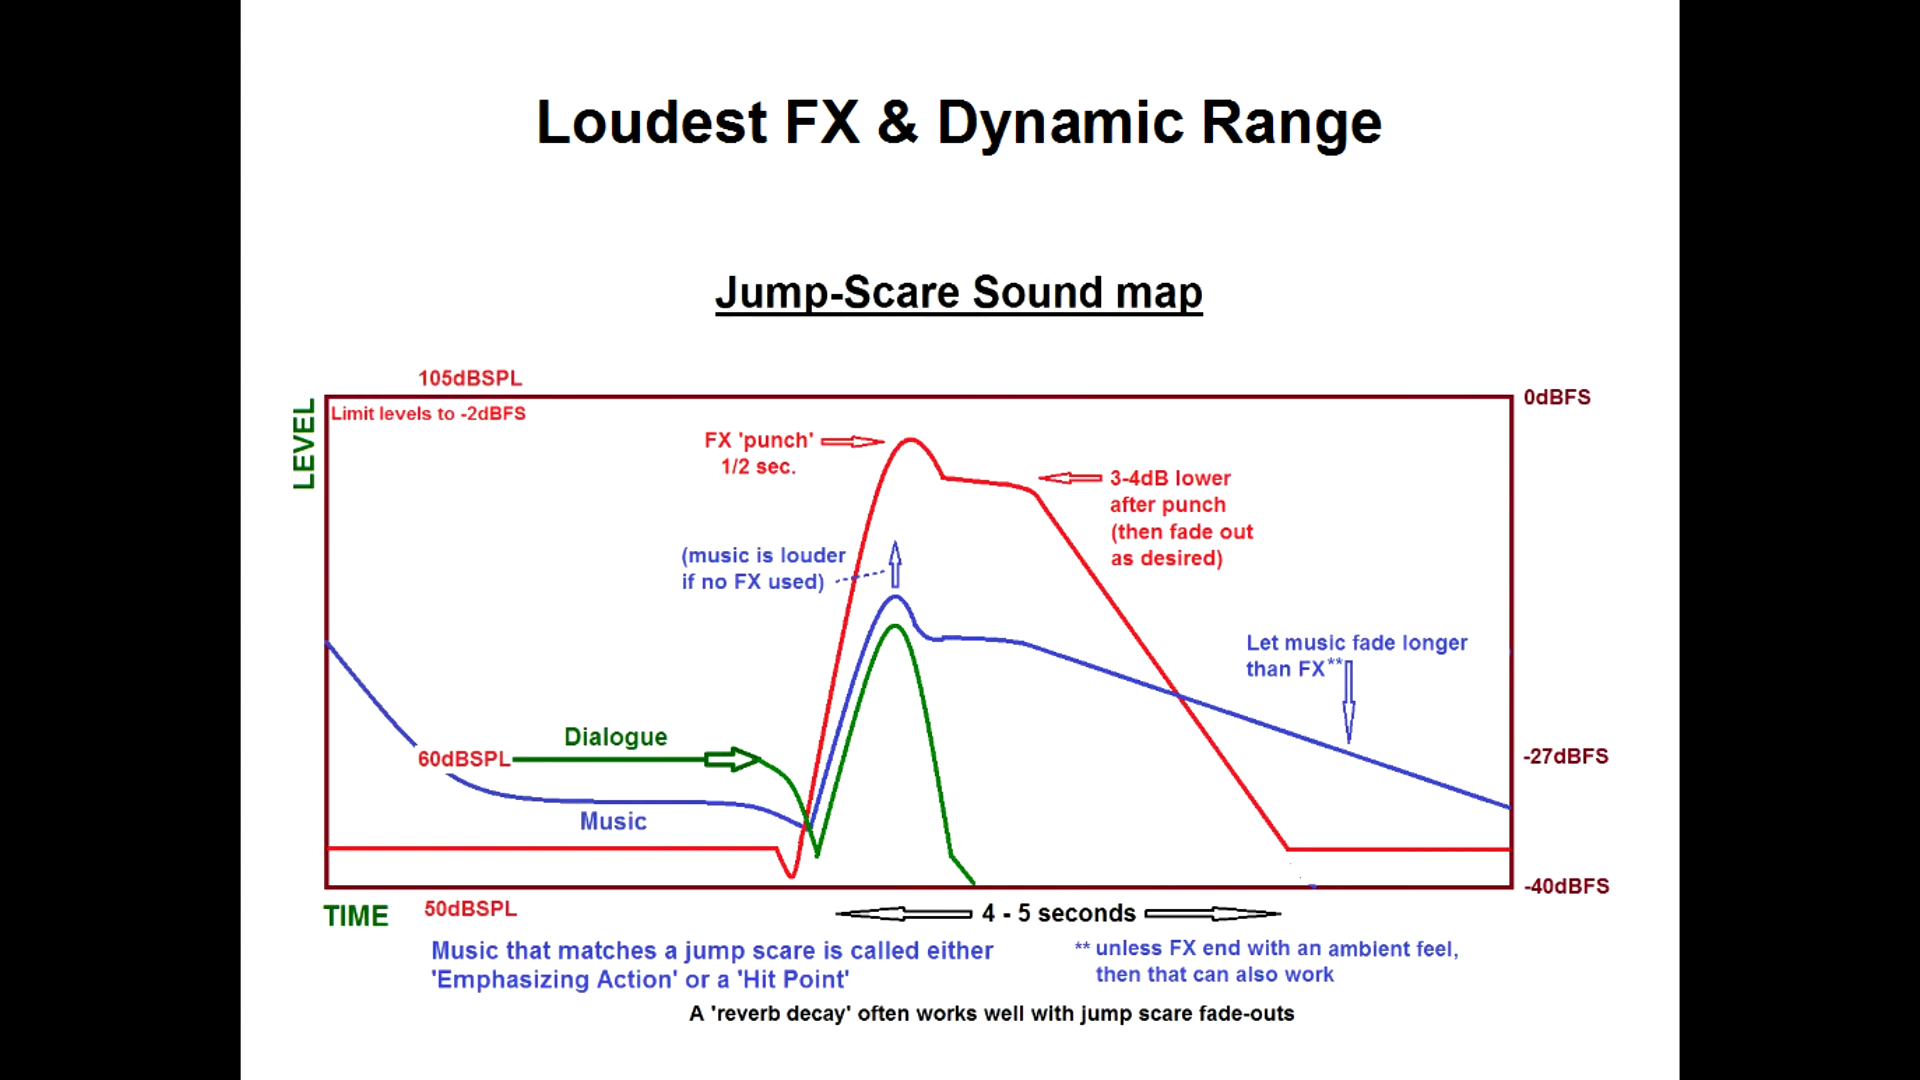 Loudest FX & Dynamic Range
Jump-Scare Sound map
105dBSPL
0dBFS
LEVEL
Limit levels to -2dBFS
FX 'punch'
1/2 sec.
3-4dB lower
after punch
(then fade out
as desired)
(music is louder
if no FX used)
Let music fade longer
than FX**
Dialogue
60dBSPL
-27dBFS
Music
-40dBFS
TIME
50dBSPL
4 - 5 seconds
Music that matches a jump scare is called either
'Emphasizing Action' or a 'Hit Point'
** unless FX end with an ambient feel,
then that can also work
A 'reverb decay' often works well with jump scare fade-outs